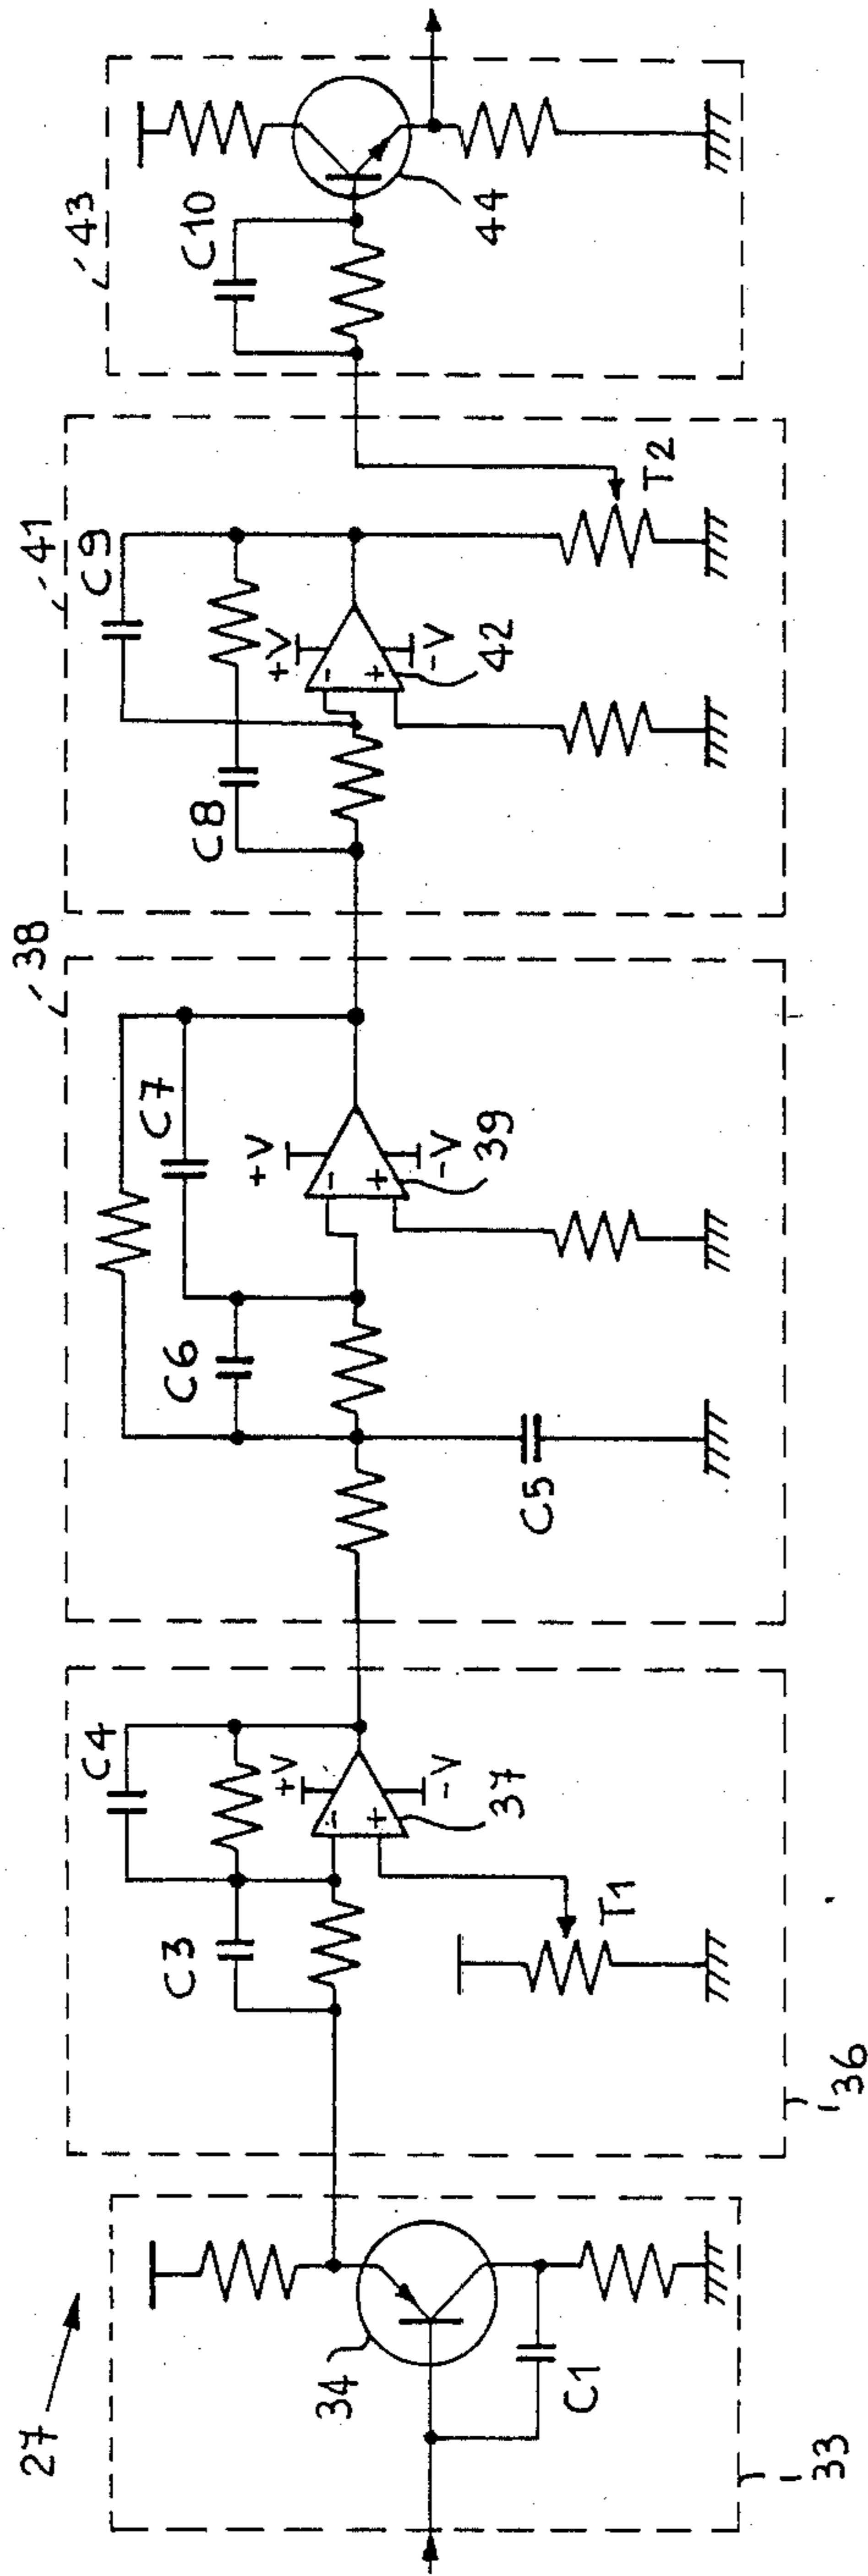 27
33
34
C1
36
C3
C4
+V
-
+
-V
37
T1
38
C5
C6
C7
+V
-
+
-V
39
41
C8
C9
+V
-
+
-V
42
T2
43
C10
44